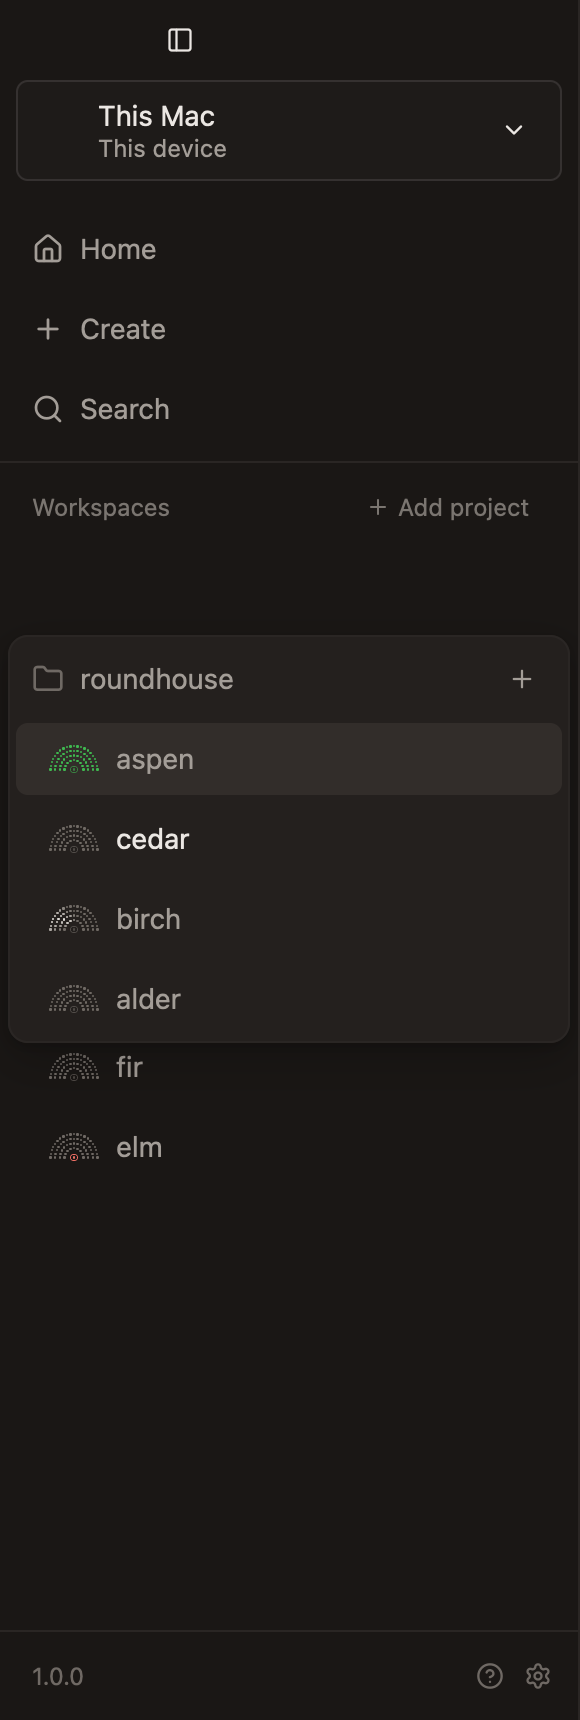 This Mac
This device
Home
Create
Search
Workspaces
Add project
roundhouse
aspen
cedar
birch
alder
fir
elm
1.0.0